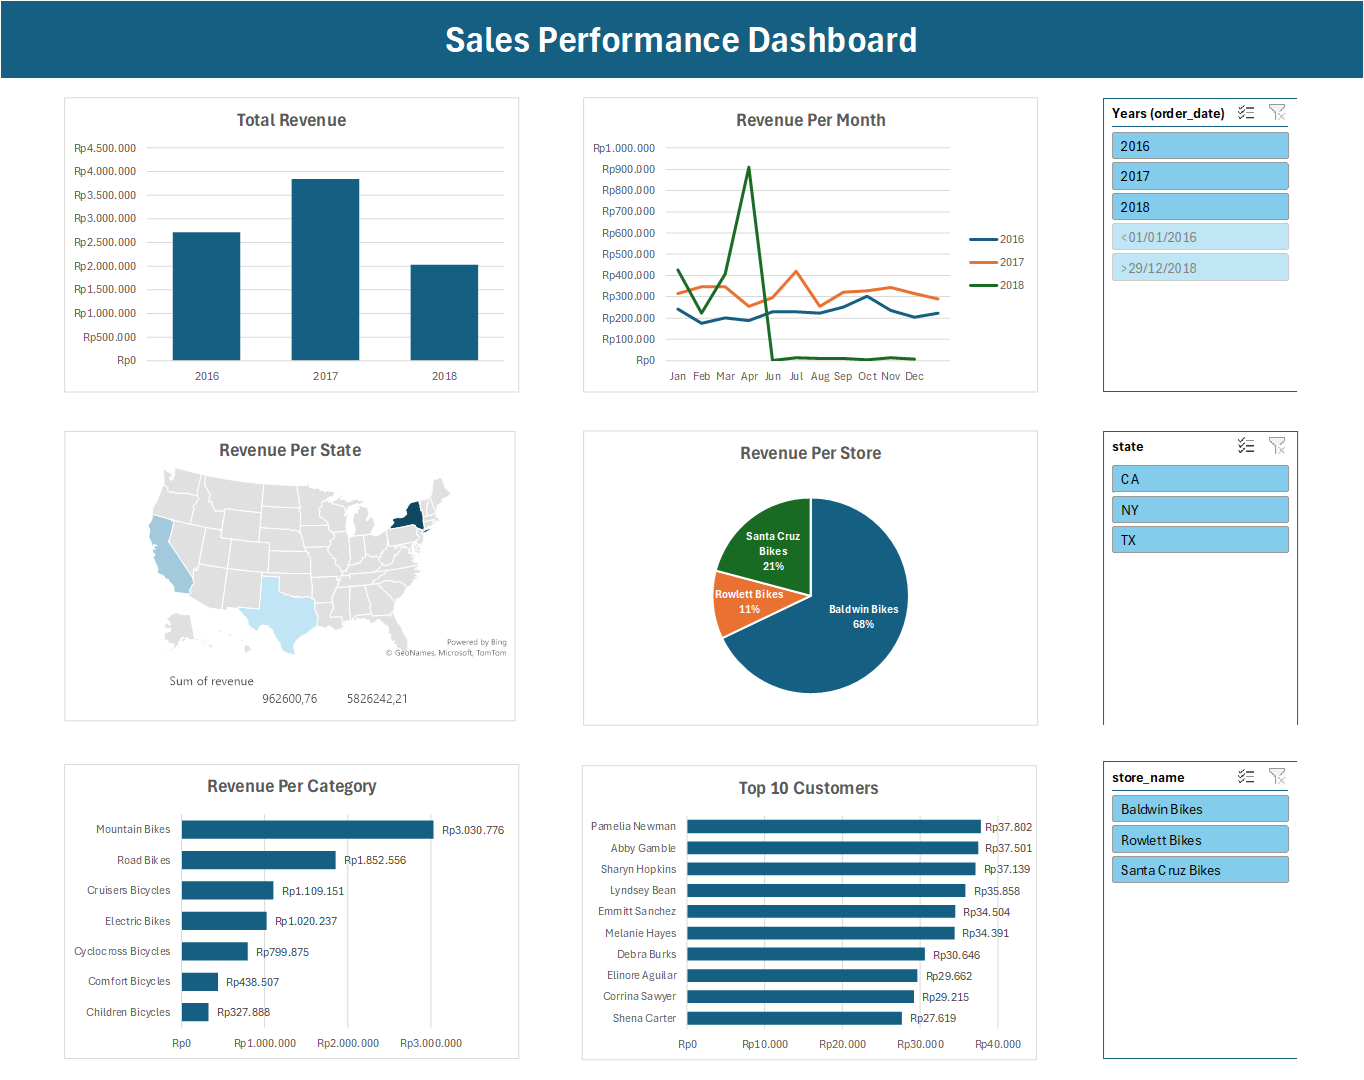 Sales Performance Dashboard
Total Revenue
Rp4.500.000
Rp4.000.000
Rp3.500.000
Rp3.000.000
Rp2.500.000
Rp2.000.000
Rp1.500.000
Rp1.000.000
Rp500.000
Rp0
2016 2017 2018
Revenue Per Month
Rp1.000.000
Rp900.000
Rp800.000
Rp700.000
Rp600.000
Rp500.000
Rp400.000
Rp300.000
Rp200.000
Rp100.000
Rp0
Jan Feb Mar Apr Jun Jul Aug Sep Oct Nov Dec
2016
2017
2018
Years (order_date)
2016
2017
2018
<01/01/2016
>29/12/2018
Revenue Per State
Powered by Bing
© GeoNames, Microsoft, TomTom
Sum of revenue
962600,76 5826242,21
Revenue Per Store
Santa Cruz
Bikes
21%
Rowlett Bikes
11%
Baldwin Bikes
68%
state
CA
NY
TX
Revenue Per Category
Mountain Bikes Rp3.030.776
Road Bikes Rp1.852.556
Cruisers Bicycles Rp1.109.151
Electric Bikes Rp1.020.237
Cyclocross Bicycles Rp799.875
Comfort Bicycles Rp438.507
Children Bicycles Rp327.888
Rp0 Rp1.000.000 Rp2.000.000 Rp3.000.000
Top 10 Customers
Pamelia Newman Rp37.802
Abby Gamble Rp37.501
Sharyn Hopkins Rp37.139
Lyndsey Bean Rp35.858
Emmitt Sanchez Rp34.504
Melanie Hayes Rp34.391
Debra Burks Rp30.646
Elinore Aguilar Rp29.662
Corrina Sawyer Rp29.215
Shena Carter Rp27.619
Rp0 Rp10.000 Rp20.000 Rp30.000 Rp40.000
store_name
Baldwin Bikes
Rowlett Bikes
Santa Cruz Bikes